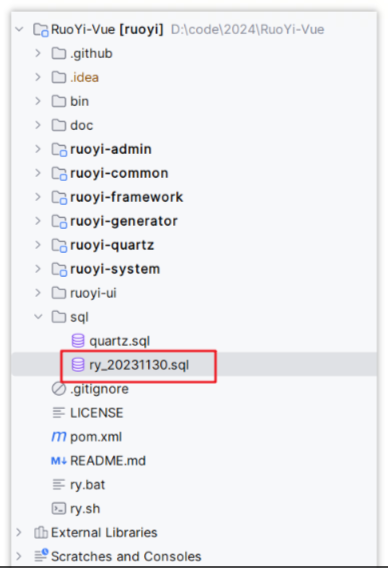 RuoYi-Vue [ruoyi] D:\code\2024\RuoYi-Vue
.github
.idea
bin
doc
ruoyi-admin
ruoyi-common
ruoyi-framework
ruoyi-generator
ruoyi-quartz
ruoyi-system
ruoyi-ui
sql
quartz.sql
ry_20231130.sql
.gitignore
LICENSE
m pom.xml
M↓ README.md
ry.bat
ry.sh
External Libraries
Scratches and Consoles